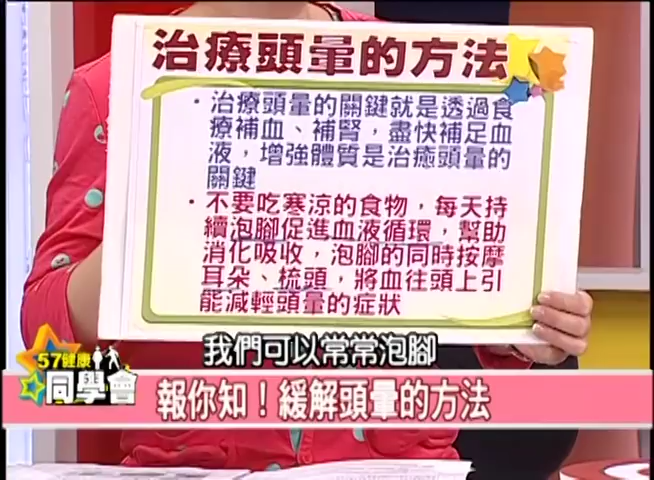 治療頭暈的方法
・治療頭暈的關鍵就是透過食
療補血、補腎，盡快補足血
液，增強體質是治癒頭暈的
關鍵
・不要吃寒涼的食物，每天持
續泡腳促進血液循環，幫助
消化吸收，泡腳的同時按摩
耳朵、梳頭，將血往頭上引
能減輕頭暈的症狀
我們可以常常泡腳
57健康
同學會
報你知！緩解頭暈的方法